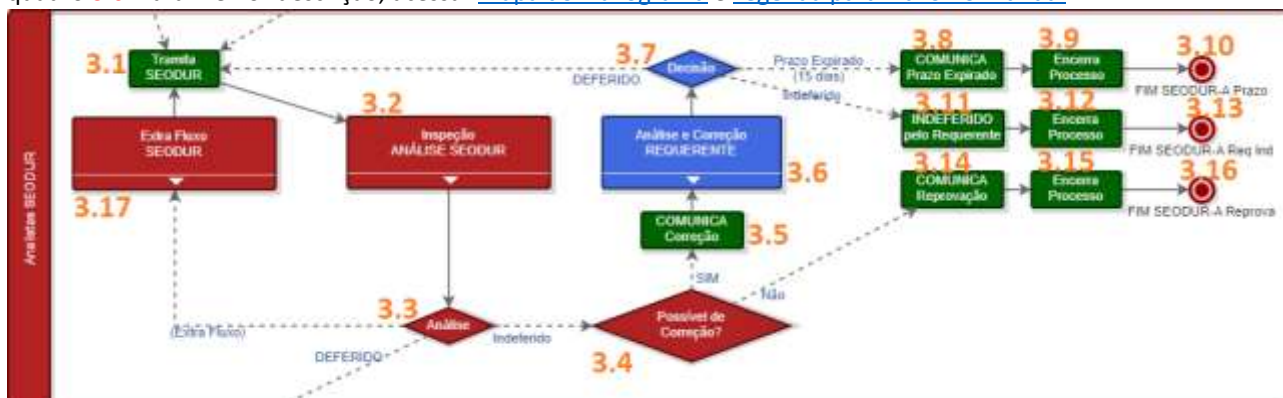 3.1
Tramita
SEODUR
3.2
Inspeção
ANÁLISE SEODUR
3.7
Decisão
DEFERIDO
Prazo Expirado
(15 dias)
Indeferido
3.8
COMUNICA
Prazo Expirado
3.9
Encerra
Processo
3.10
FIM SEODUR-A Prazo
3.11
INDEFERIDO
pelo Requerente
3.12
Encerra
Processo
3.13
FIM SEODUR-A Req Ind
3.14
COMUNICA
Reprovação
3.15
Encerra
Processo
3.16
FIM SEODUR-A Reprova
Extra Fluxo
SEODUR
3.17
Análise e Correção
REQUERENTE
3.6
COMUNICA
Correção
3.5
SIM
Não
3.3
Análise
(Extra Fluxo)
DEFERIDO
Indeferido
Possível de
Correção?
3.4
Analistas SEODUR